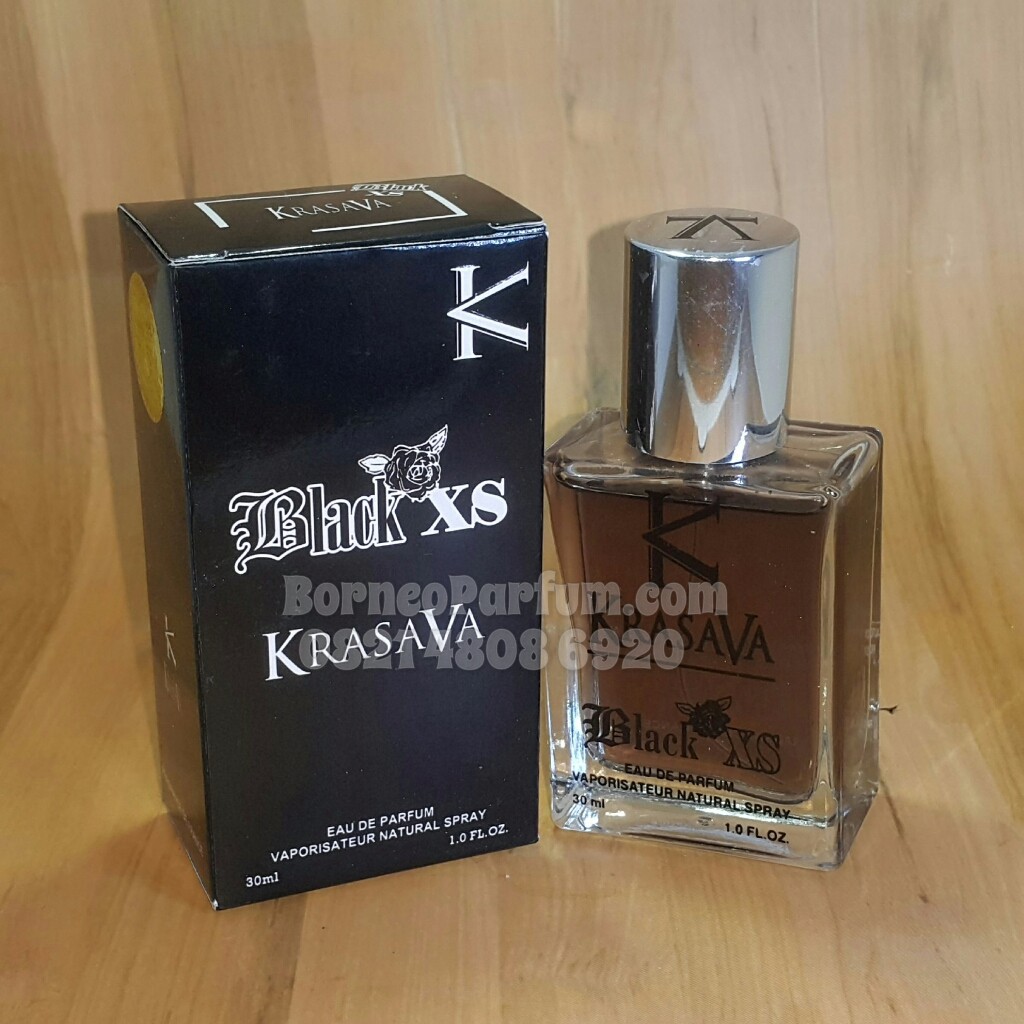 Black XS
KRASAVA
K
Black XS
KRASAVA
EAU DE PARFUM
VAPORISATEUR NATURAL SPRAY
1.0 FL.OZ.
30ml
K
K
K
KRASAVA
Black XS
EAU DE PARFUM
VAPORISATEUR NATURAL SPRAY
30 ml
1.0 FL.OZ.
BorneoParfum.com
0821 4808 6920